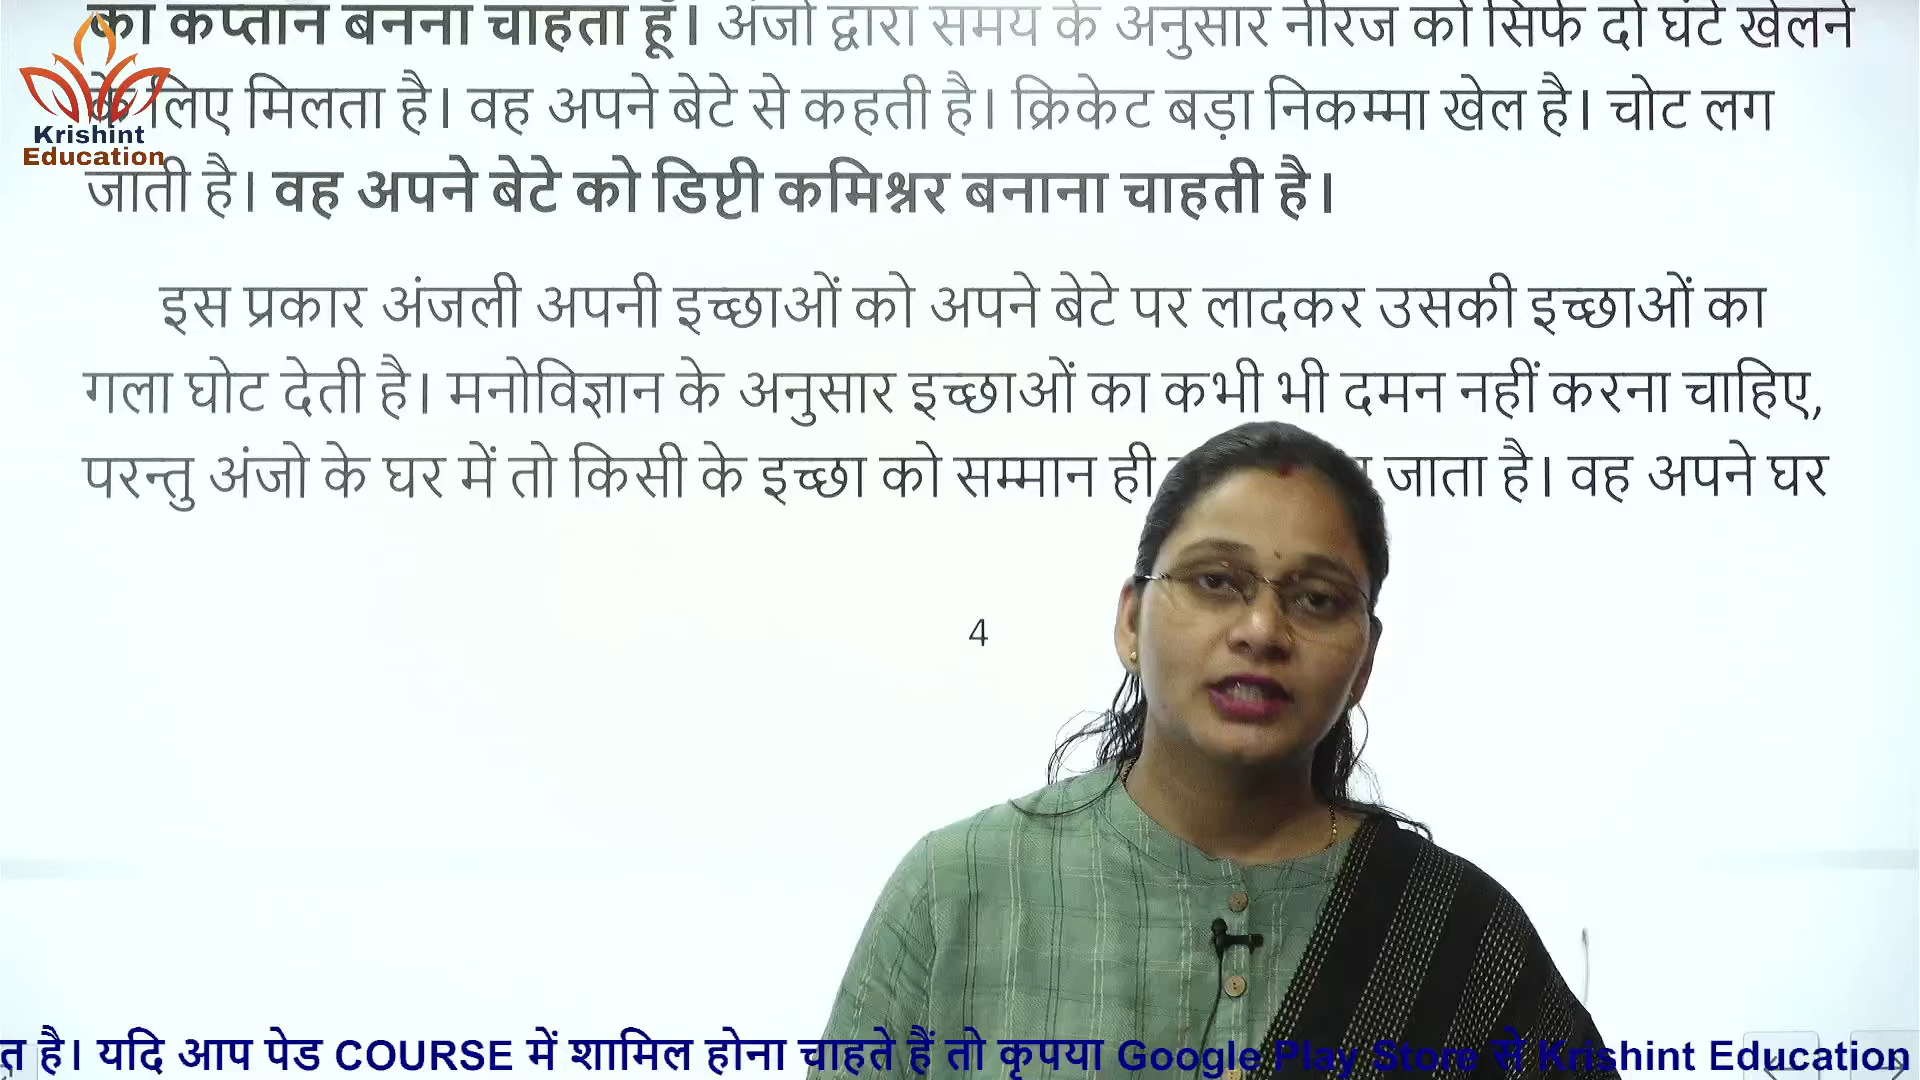 का कप्तान बनना चाहता हूँ। अंजो द्वारा समय के अनुसार नीरज को सिर्फ दो घंटे खेलने
के लिए मिलता है। वह अपने बेटे से कहती है। क्रिकेट बड़ा निकम्मा खेल है। चोट लग
Krishint
Education
जाती है। वह अपने बेटे को डिप्टी कमिश्नर बनाना चाहती है।
इस प्रकार अंजली अपनी इच्छाओं को अपने बेटे पर लादकर उसकी इच्छाओं का
गला घोट देती है। मनोविज्ञान के अनुसार इच्छाओं का कभी भी दमन नहीं करना चाहिए,
परन्तु अंजो के घर में तो किसी के इच्छा को सम्मान ही जाता है। वह अपने घर
4
त है। यदि आप पेड COURSE में शामिल होना चाहते हैं तो कृपया Google Play Store से Krishint Education